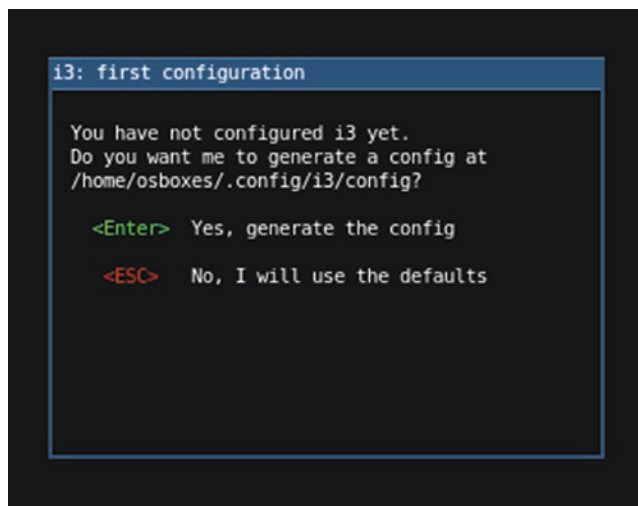 i3: first configuration
You have not configured i3 yet.
Do you want me to generate a config at
/home/osboxes/.config/i3/config?
<Enter> Yes, generate the config
<ESC> No, I will use the defaults